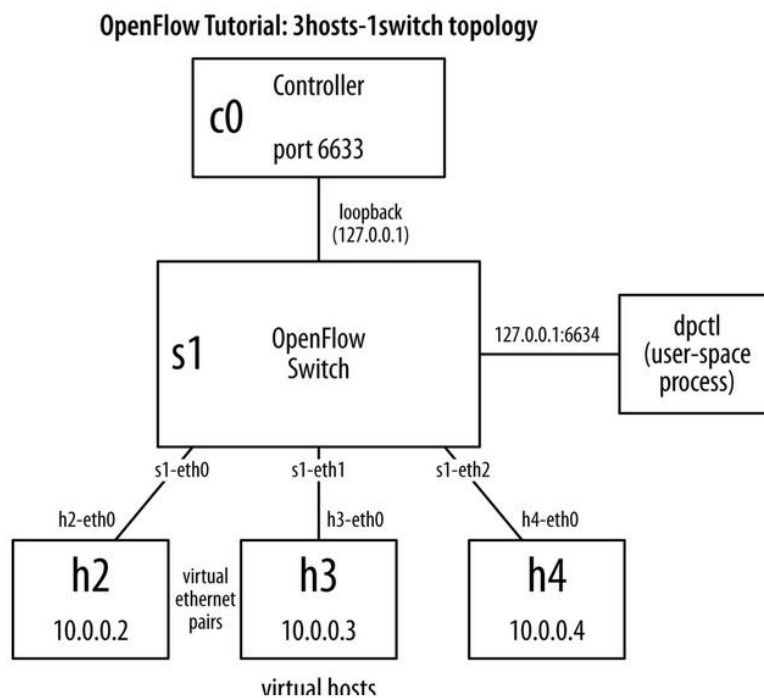 OpenFlow Tutorial: 3hosts-1switch topology
Controller
c0
port 6633
loopback
(127.0.0.1)
s1
OpenFlow
Switch
127.0.0.1:6634
dpctl
(user-space
process)
s1-eth0
s1-eth1
s1-eth2
h2-eth0
h3-eth0
h4-eth0
h2
10.0.0.2
virtual
ethernet
pairs
h3
10.0.0.3
h4
10.0.0.4
virtual hosts